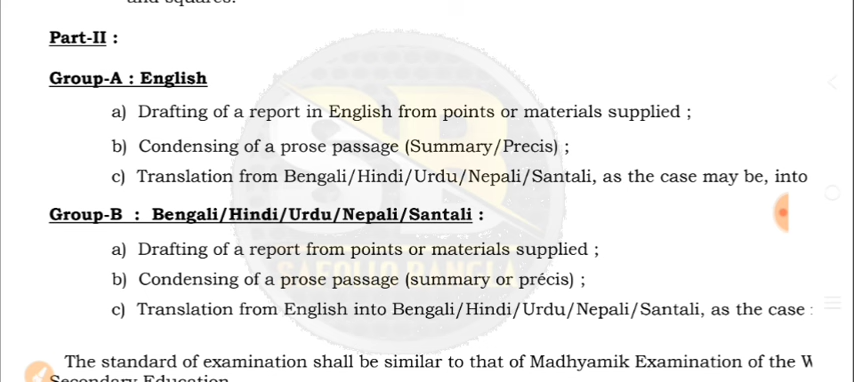 and squares.
Part-II :
Group-A : English
a) Drafting of a report in English from points or materials supplied ;
b) Condensing of a prose passage (Summary/Precis) ;
c) Translation from Bengali/Hindi/Urdu/Nepali/Santali, as the case may be, into
Group-B : Bengali/Hindi/Urdu/Nepali/Santali :
a) Drafting of a report from points or materials supplied ;
b) Condensing of a prose passage (summary or précis) ;
c) Translation from English into Bengali/Hindi/Urdu/Nepali/Santali, as the case
The standard of examination shall be similar to that of Madhyamik Examination of the W
Secondary Education
SB